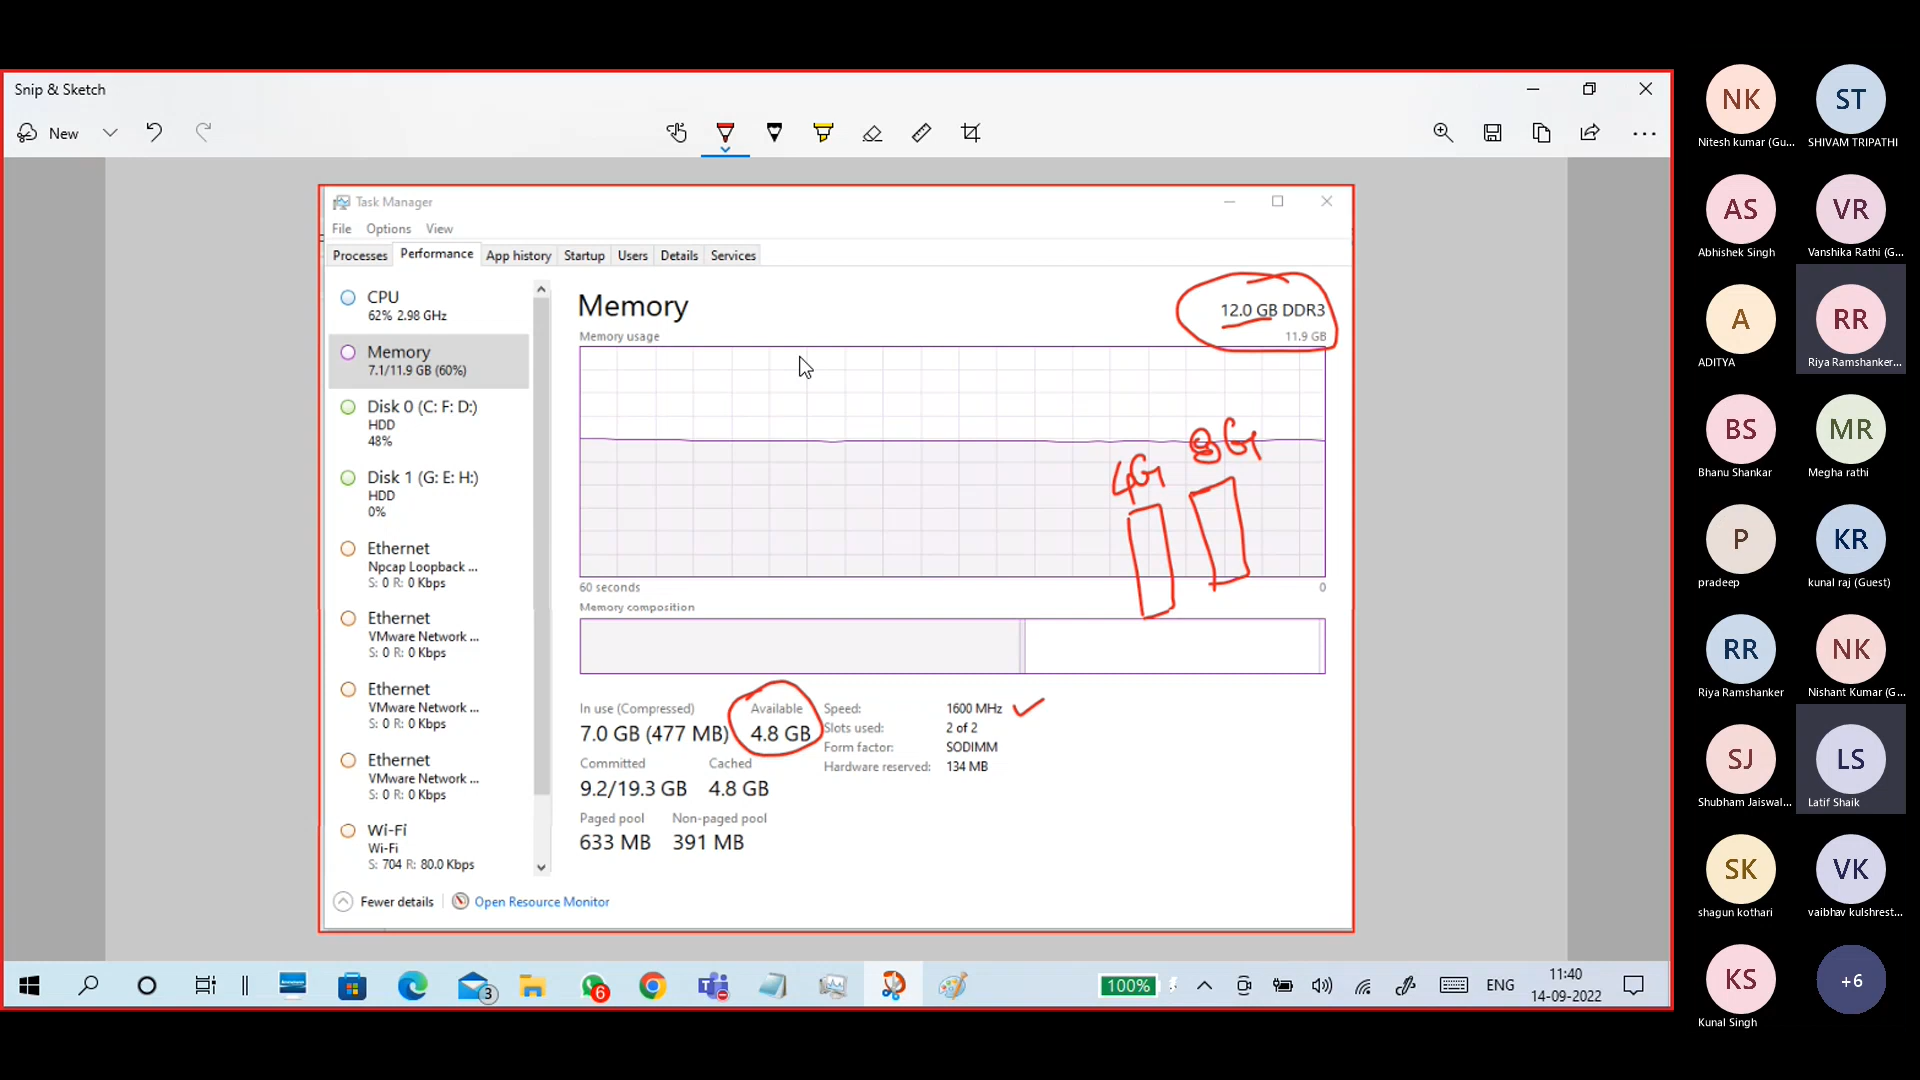 Snip & Sketch
New
Task Manager
File Options View
Processes Performance App history Startup Users Details Services
CPU
62% 2.98 GHz
Memory
7.1/11.9 GB (60%)
Disk 0 (C: F: D:)
HDD
48%
Disk 1 (G: E: H:)
HDD
0%
Ethernet
Npcap Loopback ...
S: 0 R: 0 Kbps
Ethernet
VMware Network ...
S: 0 R: 0 Kbps
Ethernet
VMware Network ...
S: 0 R: 0 Kbps
Ethernet
VMware Network ...
S: 0 R: 0 Kbps
Wi-Fi
Wi-Fi
S: 704 R: 80.0 Kbps
Memory 12.0 GB DDR3
Memory usage 11.9 GB
4G 8G
60 seconds 0
Memory composition
In use (Compressed) Available
7.0 GB (477 MB) 4.8 GB
Committed Cached
9.2/19.3 GB 4.8 GB
Paged pool Non-paged pool
633 MB 391 MB
Speed: 1600 MHz
Slots used: 2 of 2
Form factor: SODIMM
Hardware reserved: 134 MB
Fewer details Open Resource Monitor
3
6
100%
ENG
11:40
14-09-2022
NK ST
Nitesh kumar (Gu... SHIVAM TRIPATHI
AS VR
Abhishek Singh Vanshika Rathi (G...
A RR
ADITYA Riya Ramshanker...
BS MR
Bhanu Shankar Megha rathi
P KR
pradeep kunal raj (Guest)
RR NK
Riya Ramshanker Nishant Kumar (G...
SJ LS
Shubham Jaiswal... Latif Shaik
SK VK
shagun kothari vaibhav kulshrest...
KS +6
Kunal Singh